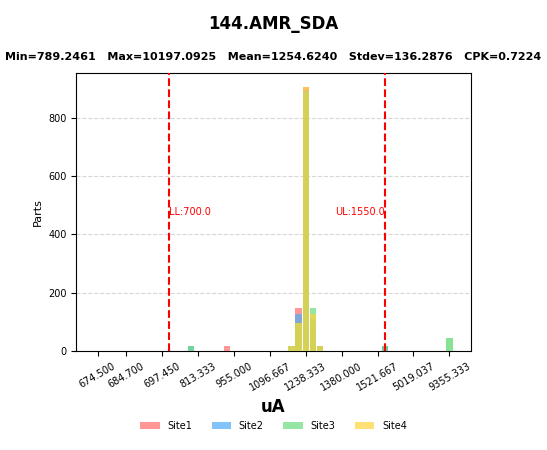 144.AMR_SDA
Min=789.2461 Max=10197.0925 Mean=1254.6240 Stdev=136.2876 CPK=0.7224
Parts
800
600
400
200
0
LL:700.0
UL:1550.0
674.500 684.700 697.450 813.333 955.000 1096.667 1238.333 1380.000 1521.667 5019.037 9355.333
uA
Site1 Site2 Site3 Site4